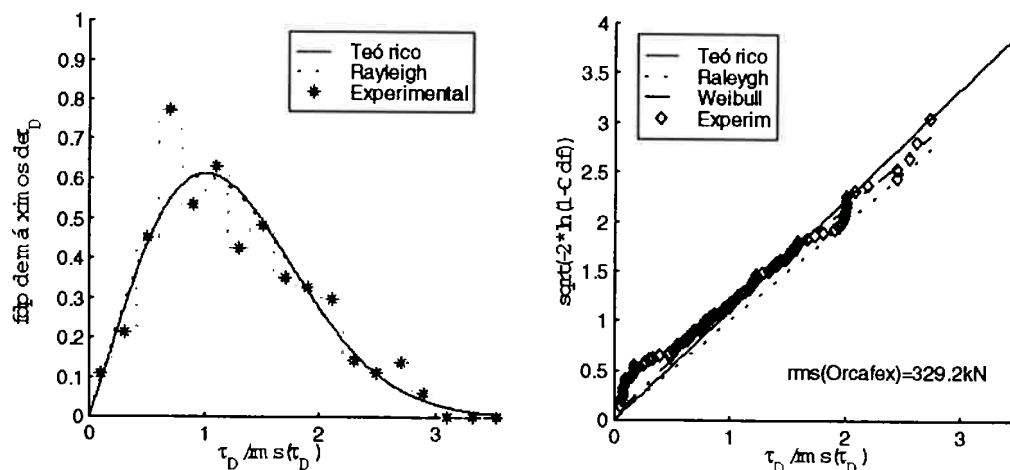 1
0.9
0.8
0.7
0.6
0.5
0.4
0.3
0.2
0.1
0
0
1
2
3
fdp de máximos de τD
τD /rms(τD)
Teórico
Rayleigh
Experimental
4
3.5
3
2.5
2
1.5
1
0.5
0
0
1
2
3
sqrt(-2*ln(1-Cdf)
τD /rms(τD)
Teórico
Raleygh
Weibull
Experim
rms(Orcaflex)=329.2kN